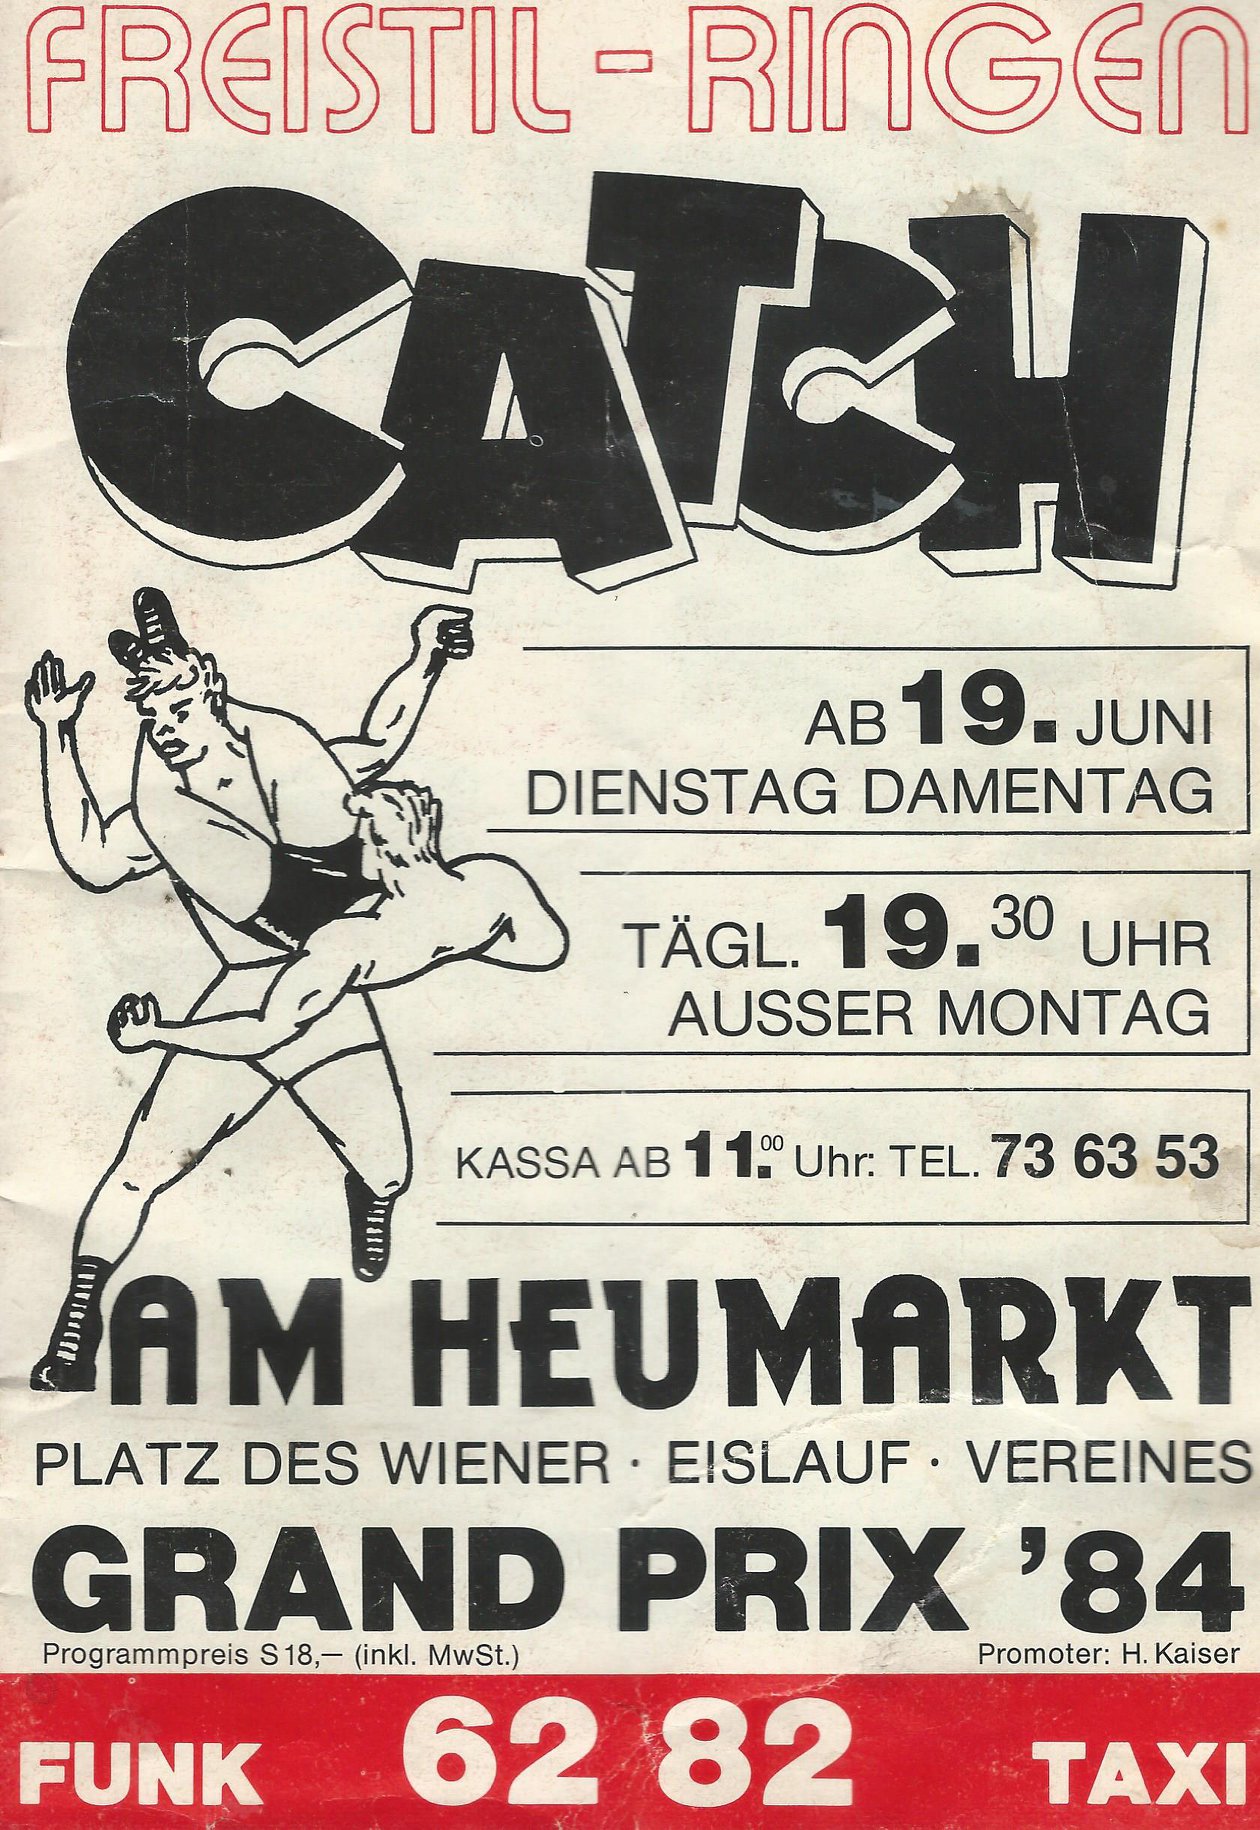 FREISTIL-RINGEN
CATCH
AB 19. JUNI
DIENSTAG DAMENTAG
TÄGL. 19.30 UHR
AUSSER MONTAG
KASSA AB 11.00 Uhr: TEL. 73 63 53
AM HEUMARKT
PLATZ DES WIENER · EISLAUF · VEREINES
GRAND PRIX '84
Programmpreis S 18,— (inkl. MwSt.) Promoter: H. Kaiser
FUNK 62 82 TAXI